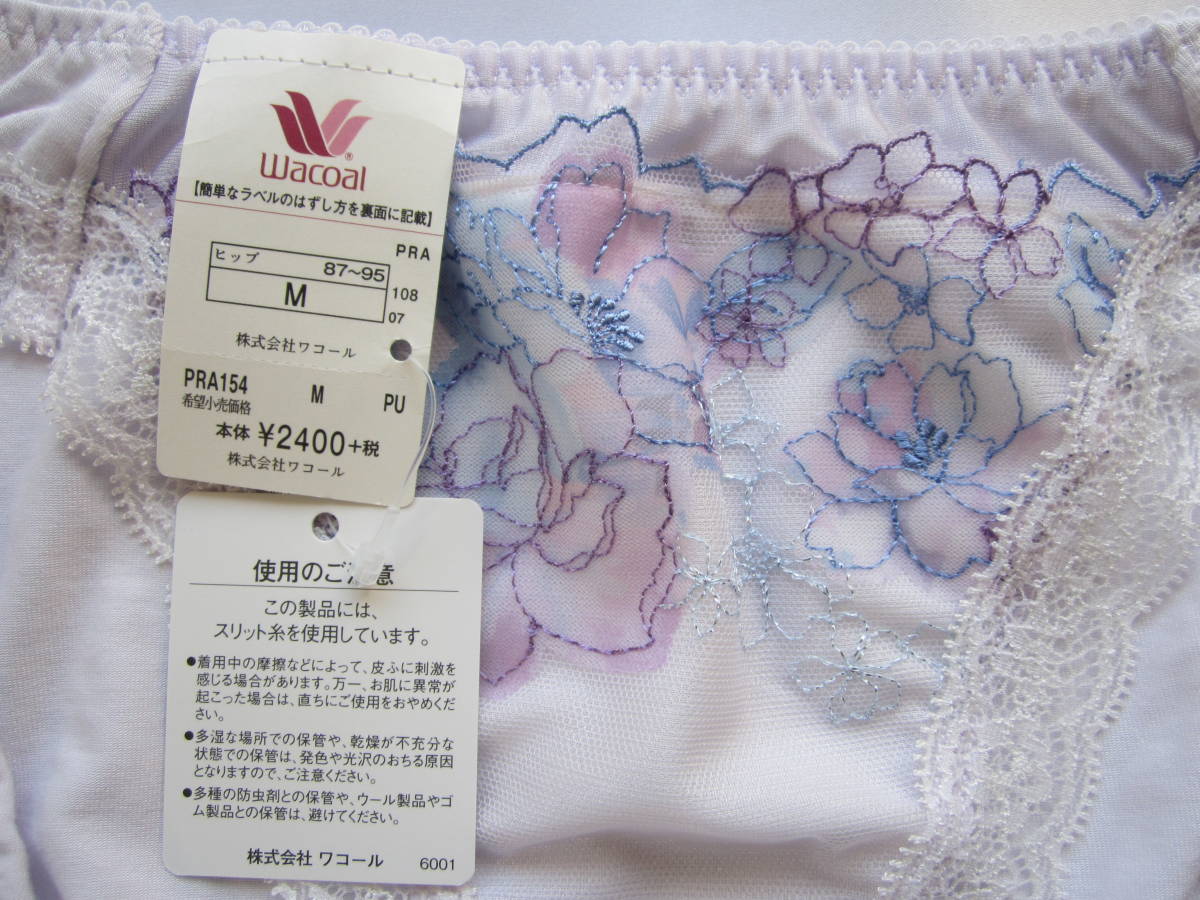 Wacoal®
【簡単なラベルのはずし方を裏面に記載】
PRA
ヒップ 87~95
M
108
07
株式会社ワコール
PRA154 M PU
希望小売価格
本体 ¥2400+税
株式会社ワコール
使用のご注意
この製品には、
スリット糸を使用しています。
●着用中の摩擦などによって、皮ふに刺激を
感じる場合があります。万一、お肌に異常が
起こった場合は、直ちにご使用をおやめくだ
さい。
●多湿な場所での保管や、乾燥が不充分な
状態での保管は、発色や光沢のおちる原因
となりますので、ご注意ください。
●多種の防虫剤との保管や、ウール製品やゴ
ム製品との保管は、避けてください。
株式会社 ワコール 6001